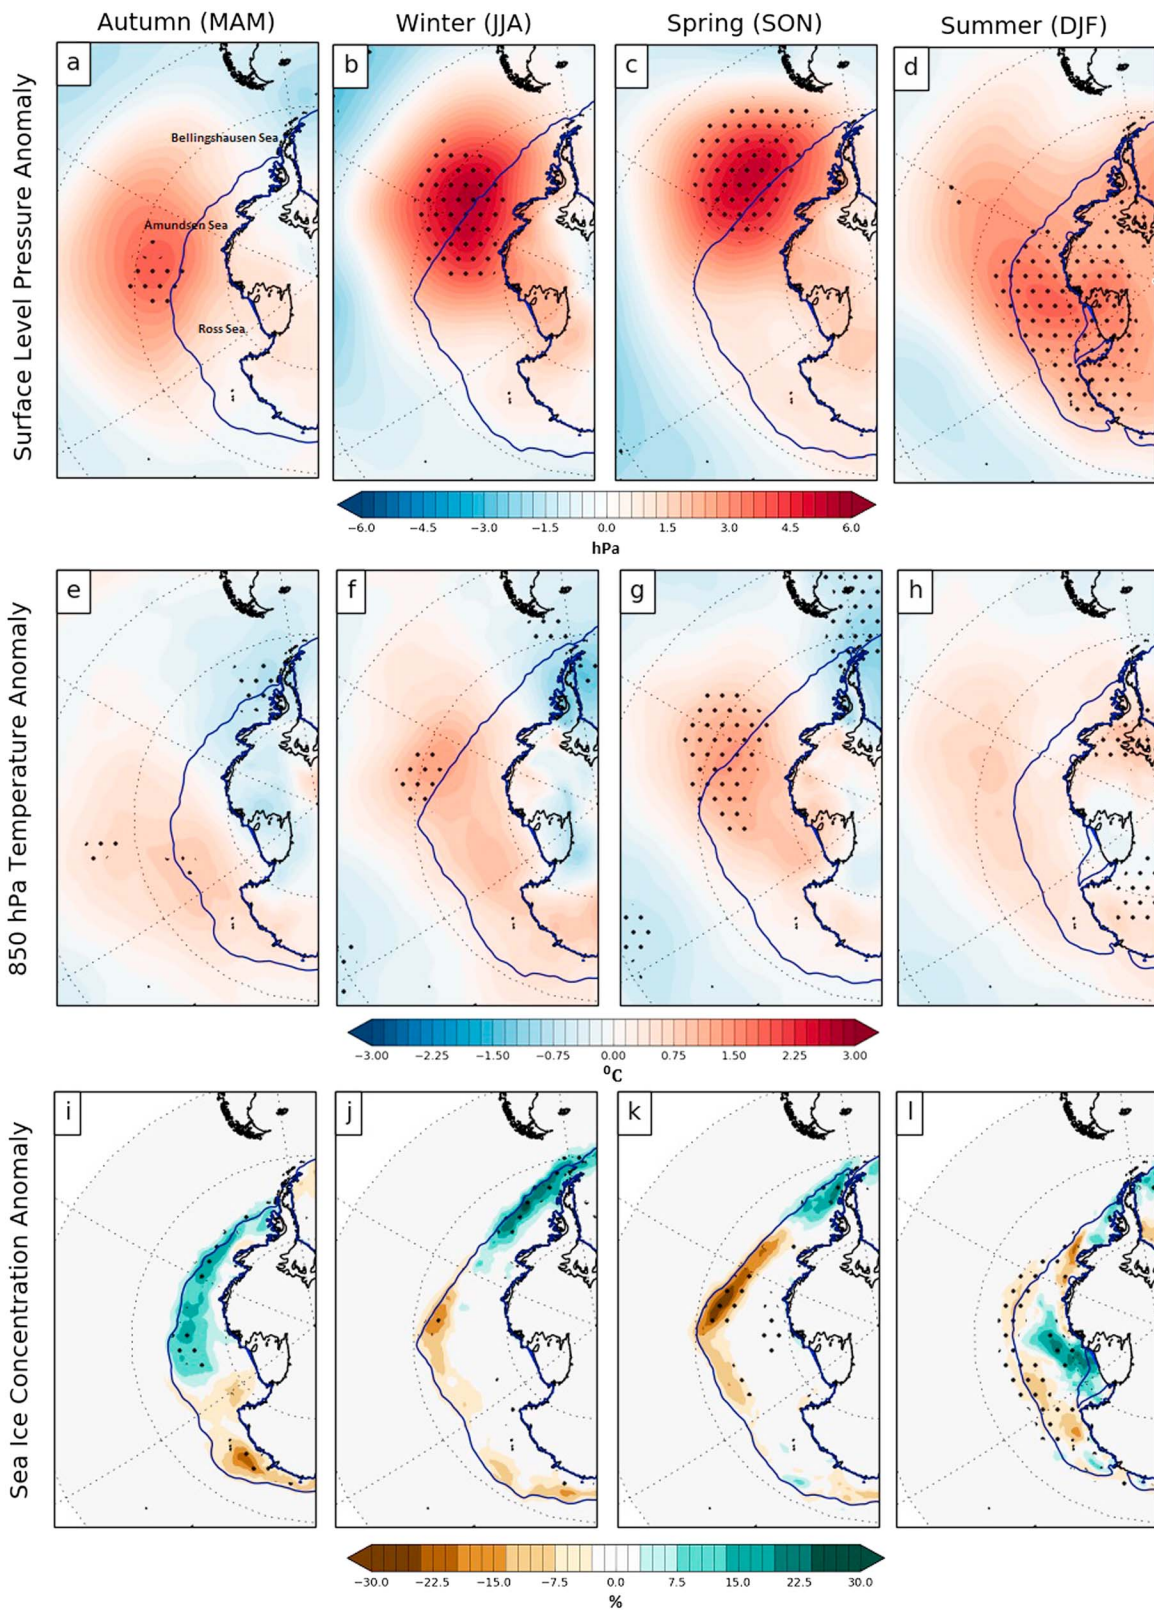 Autumn (MAM) Winter (JJA) Spring (SON) Summer (DJF)
Surface Level Pressure Anomaly
a b c d
Bellingshausen Sea
Amundsen Sea
Ross Sea
−6.0 −4.5 −3.0 −1.5 0.0 1.5 3.0 4.5 6.0
hPa
850 hPa Temperature Anomaly
e f g h
−3.00 −2.25 −1.50 −0.75 0.00 0.75 1.50 2.25 3.00
⁰C
Sea Ice Concentration Anomaly
i j k l
−30.0 −22.5 −15.0 −7.5 0.0 7.5 15.0 22.5 30.0
%